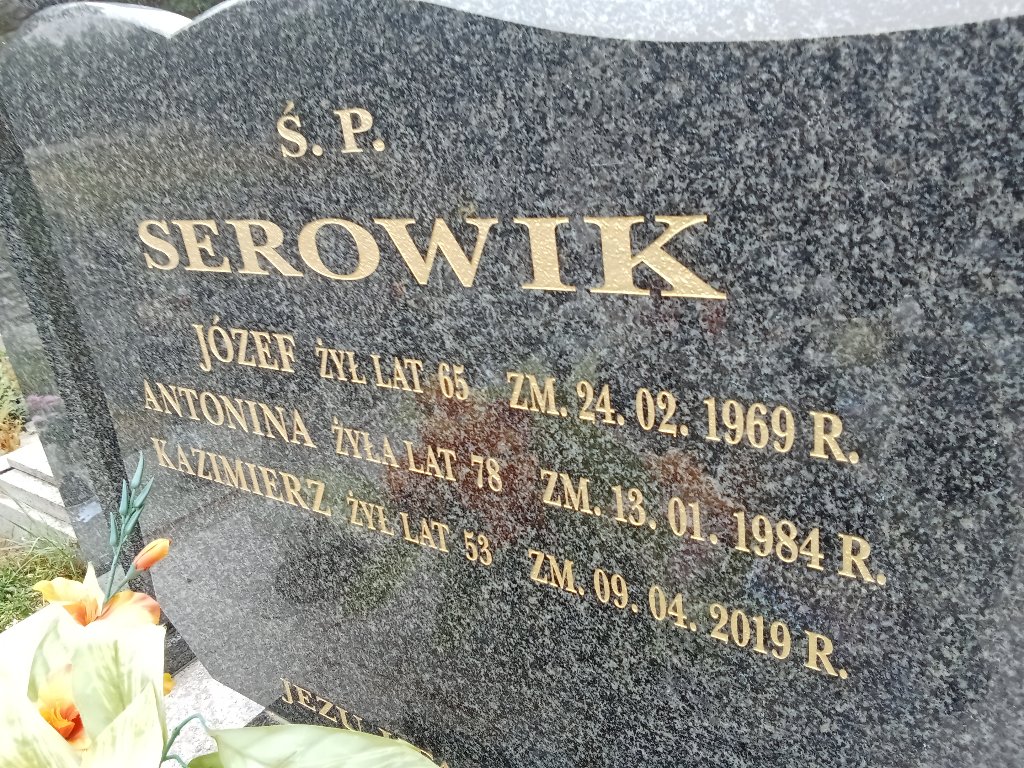 Ś. P.
SEROWIK
JÓZEF ŻYŁ LAT 65 ZM. 24. 02. 1969 R.
ANTONINA ŻYŁA LAT 78 ZM. 13. 01. 1984 R.
KAZIMIERZ ŻYŁ LAT 53 ZM. 09. 04. 2019 R.
JEZU